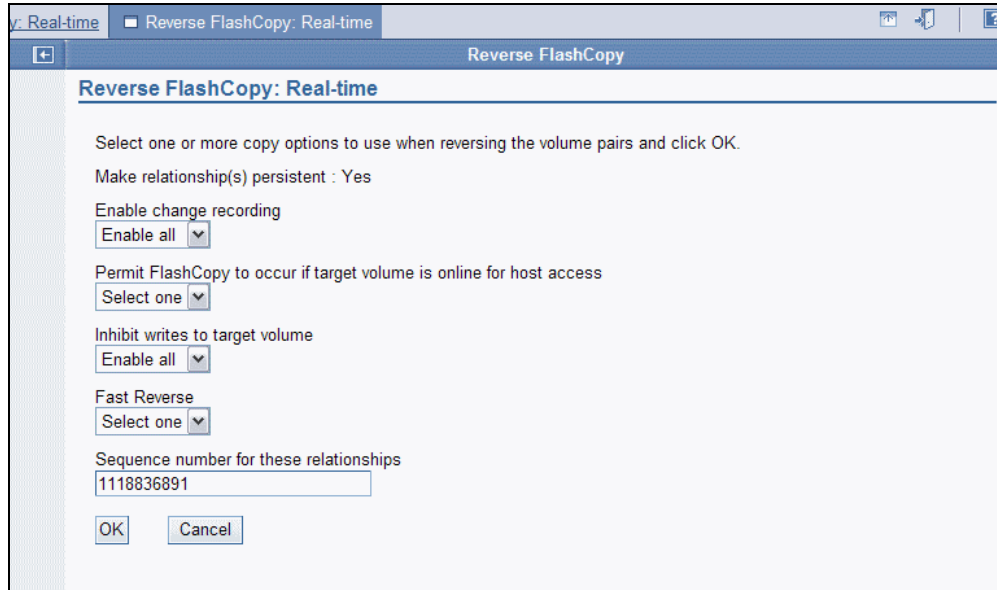 y: Real-time
Reverse FlashCopy: Real-time
Reverse FlashCopy
Reverse FlashCopy: Real-time
Select one or more copy options to use when reversing the volume pairs and click OK.
Make relationship(s) persistent : Yes
Enable change recording
Enable all
Permit FlashCopy to occur if target volume is online for host access
Select one
Inhibit writes to target volume
Enable all
Fast Reverse
Select one
Sequence number for these relationships
1118836891
OK Cancel